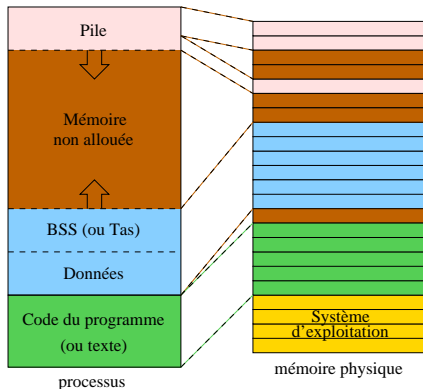 Pile
Mémoire
non allouée
BSS (ou Tas)
Données
Code du programme
(ou texte)
processus
Système
d'exploitation
mémoire physique